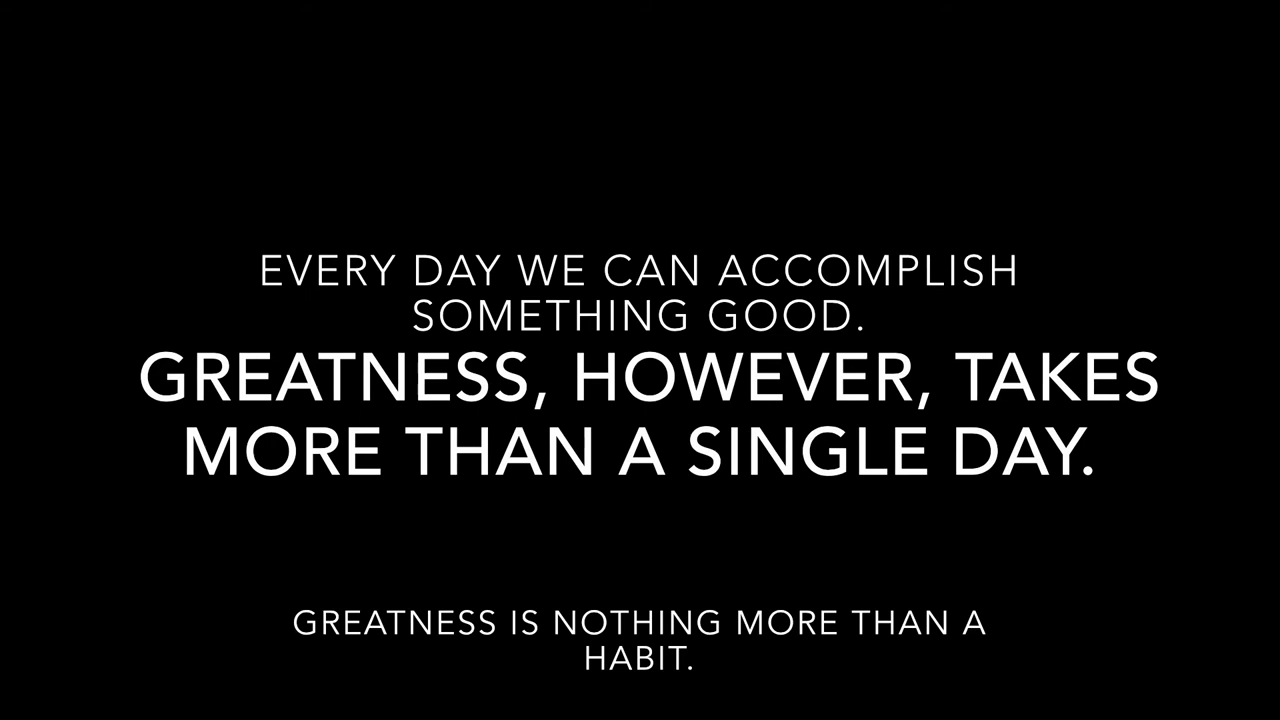 EVERY DAY WE CAN ACCOMPLISH
SOMETHING GOOD.
GREATNESS, HOWEVER, TAKES
MORE THAN A SINGLE DAY.
GREATNESS IS NOTHING MORE THAN A
HABIT.